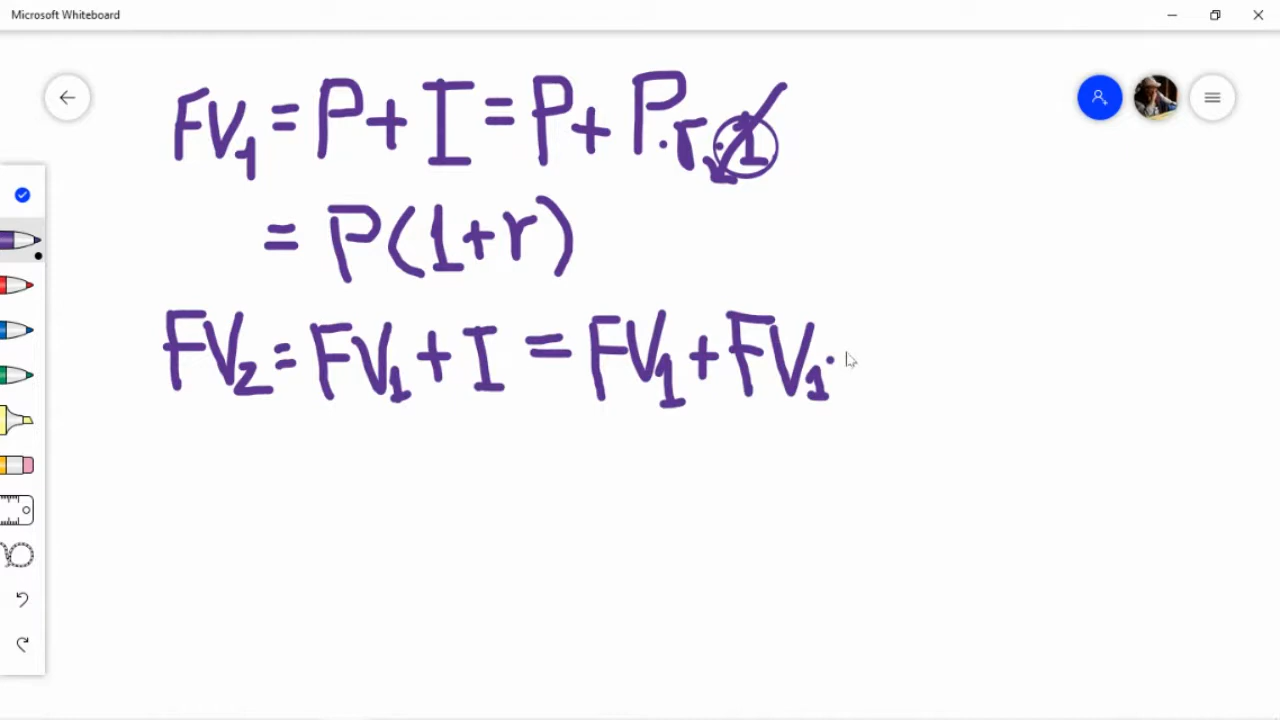 Microsoft Whiteboard
FV₁ = P + I = P + P·r·1
= P(1+r)
FV₂ = FV₁ + I = FV₁ + FV₁·